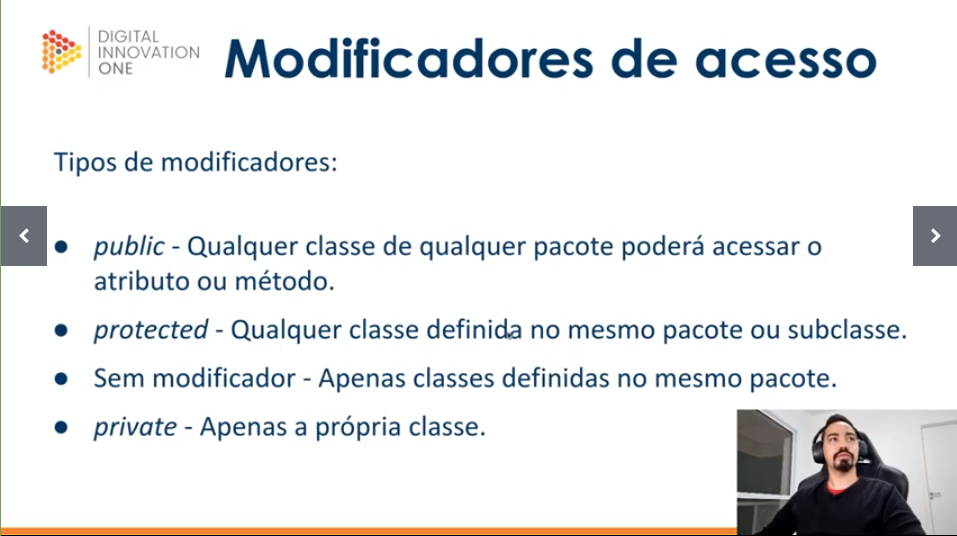 DIGITAL
INNOVATION
ONE
Modificadores de acesso
Tipos de modificadores:
● public - Qualquer classe de qualquer pacote poderá acessar o
atributo ou método.
● protected - Qualquer classe definida no mesmo pacote ou subclasse.
● Sem modificador - Apenas classes definidas no mesmo pacote.
● private - Apenas a própria classe.